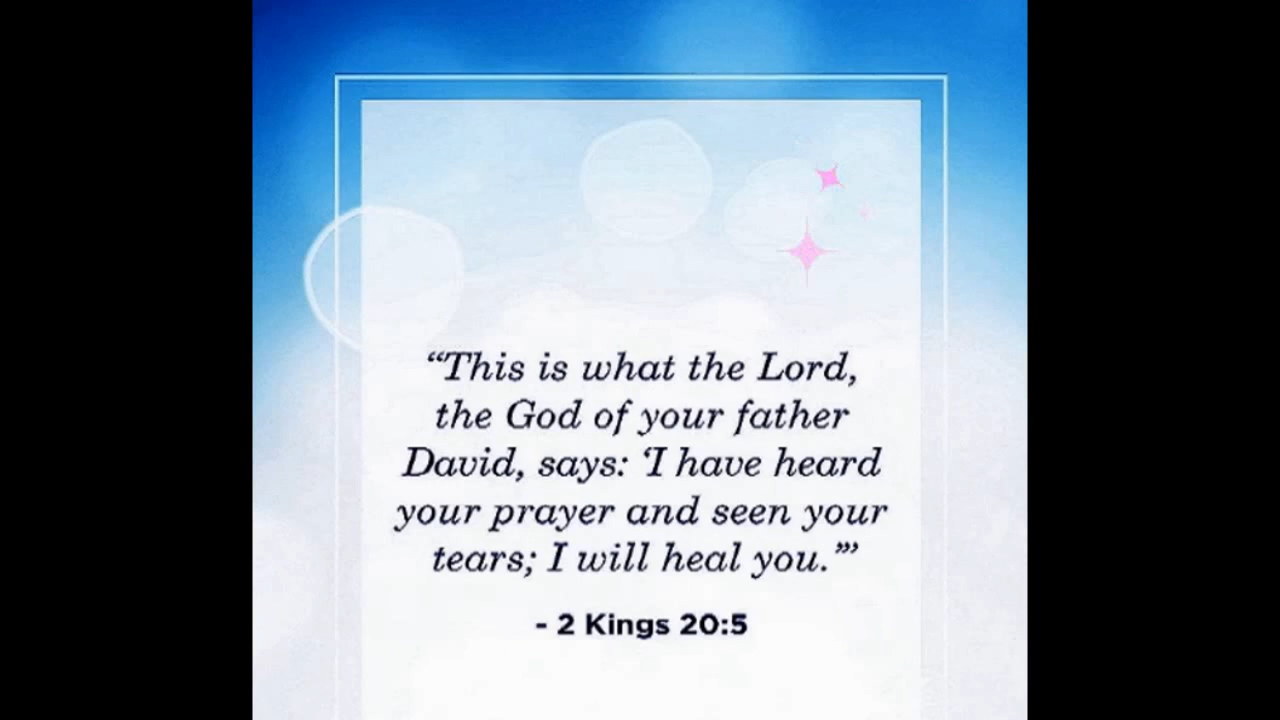 “This is what the Lord,
the God of your father
David, says: ‘I have heard
your prayer and seen your
tears; I will heal you.”’
- 2 Kings 20:5